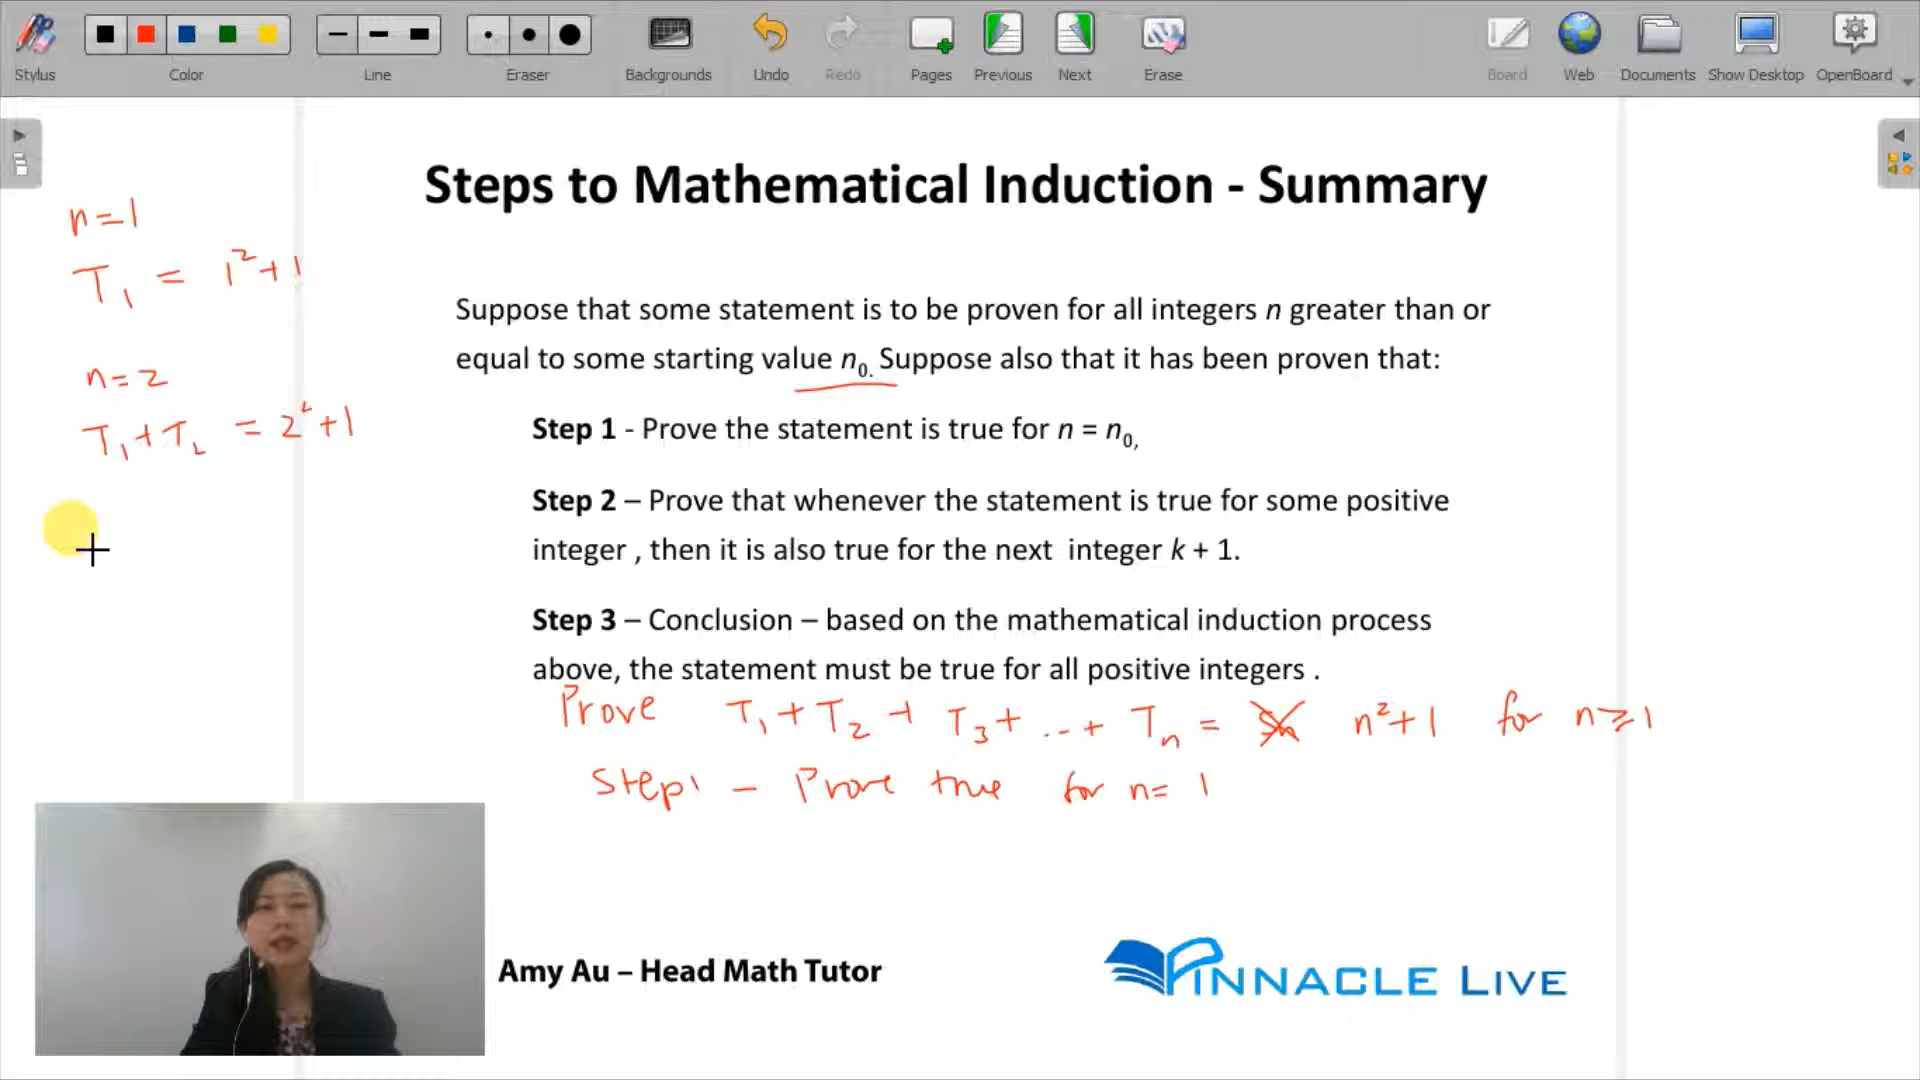 Stylus
Color
Line
Eraser
Backgrounds
Undo
Redo
Pages
Previous
Next
Erase
Board
Web
Documents
Show Desktop
OpenBoard
Steps to Mathematical Induction - Summary
n=1
T₁ = 1²+1
n=2
T₁+T₂ = 2²+1
Suppose that some statement is to be proven for all integers n greater than or
equal to some starting value n₀. Suppose also that it has been proven that:
Step 1 - Prove the statement is true for n = n₀,
Step 2 – Prove that whenever the statement is true for some positive
integer , then it is also true for the next integer k + 1.
Step 3 – Conclusion – based on the mathematical induction process
above, the statement must be true for all positive integers .
Prove T₁+T₂+ T₃+ ...+ Tₙ = n²+1 for n≥1
Step1 – Prove true for n= 1
Amy Au – Head Math Tutor
PINNACLE LIVE